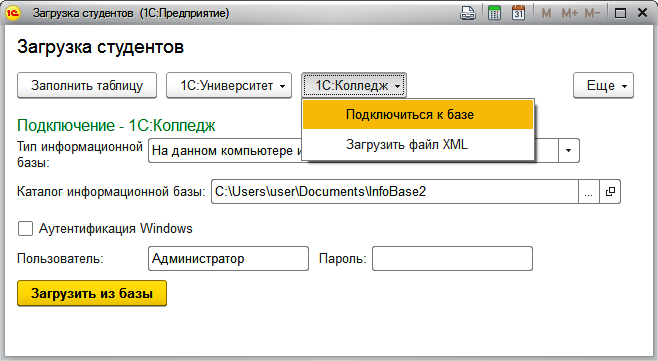 1С Загрузка студентов (1С:Предприятие) 31 M M+ M-
Загрузка студентов
Заполнить таблицу 1С:Университет 1С:Колледж Еще
Подключиться к базе
Загрузить файл XML
Подключение - 1С:Колледж
Тип информационной базы: На данном компьютере
Каталог информационной базы: C:\Users\user\Documents\InfoBase2 ...
Аутентификация Windows
Пользователь: Администратор Пароль:
Загрузить из базы